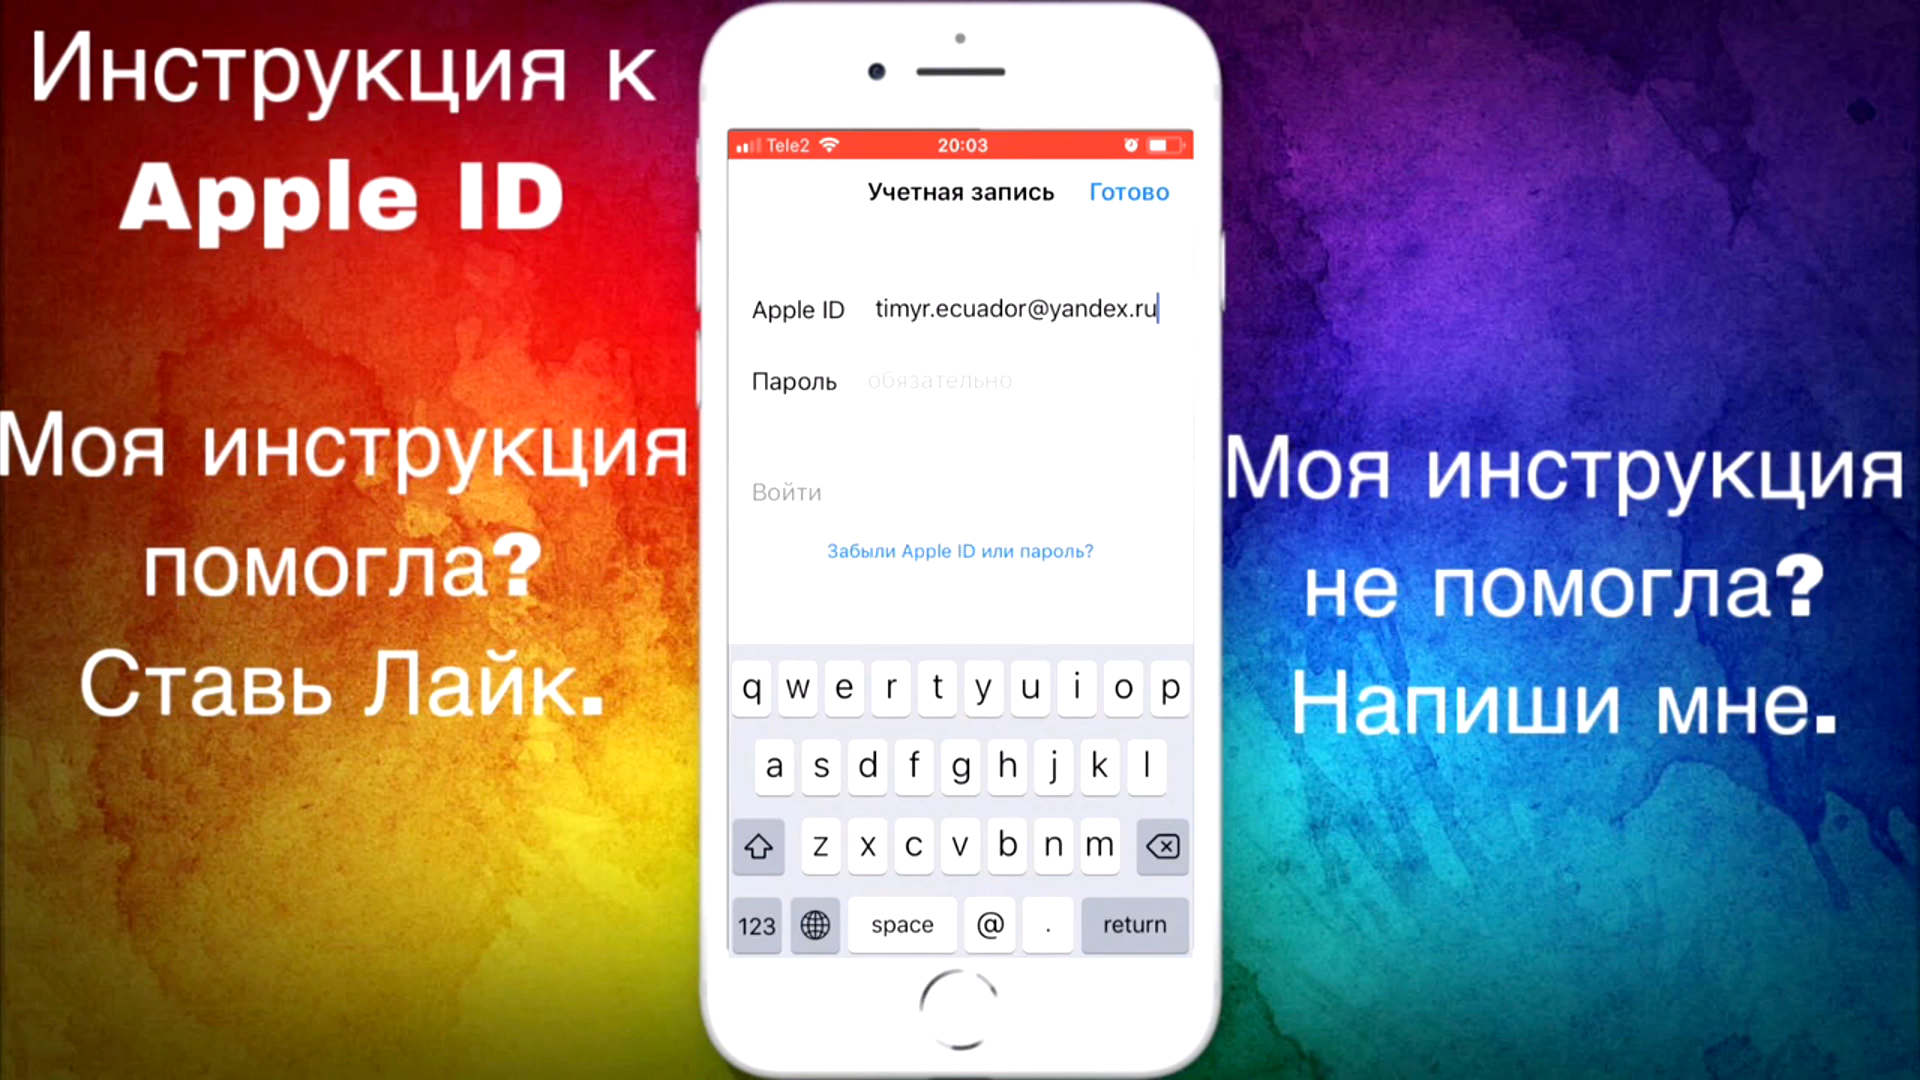 Инструкция к
Apple ID
Моя инструкция
помогла?
Ставь Лайк.
Tele2
20:03
Учетная запись
Готово
Apple ID
timyr.ecuador@yandex.ru
Пароль
обязательно
Войти
Забыли Apple ID или пароль?
q w e r t y u i o p
a s d f g h j k l
z x c v b n m
123 space @ . return
Моя инструкция
не помогла?
Напиши мне.